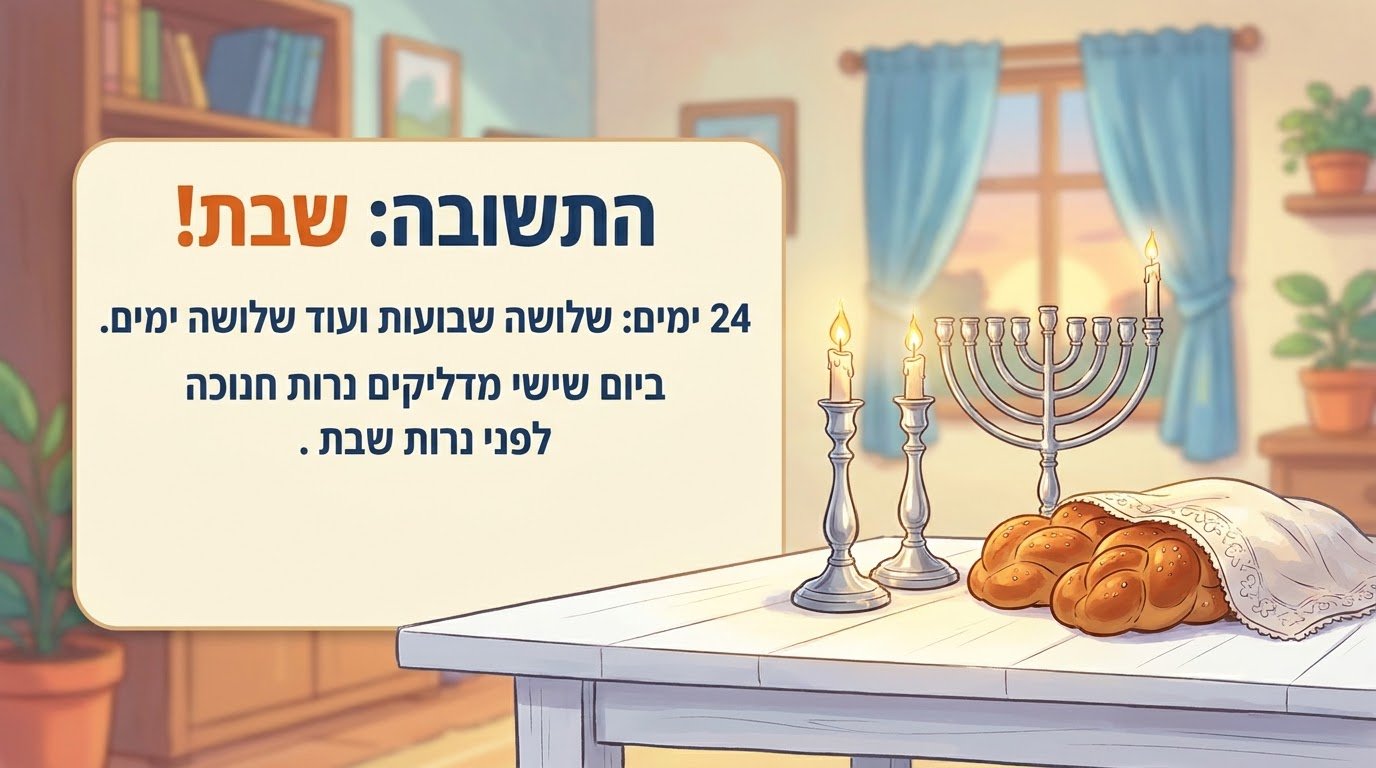 התשובה: שבת!
24 ימים: שלושה שבועות ועוד שלושה ימים.
ביום שישי מדליקים נרות חנוכה
לפני נרות שבת .